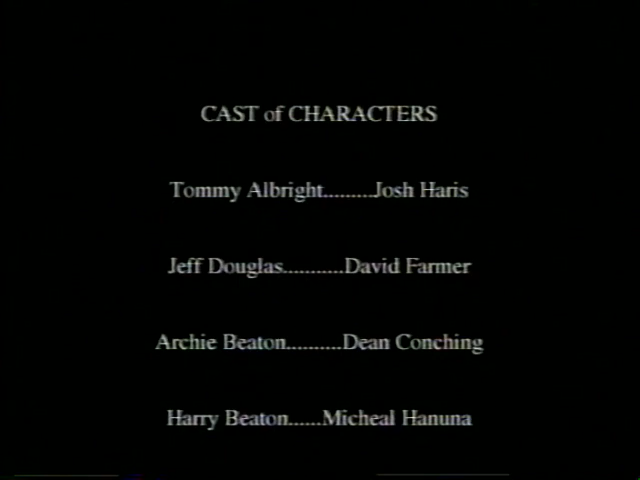 CAST of CHARACTERS
Tommy Albright.........Josh Haris
Jeff Douglas...........David Farmer
Archie Beaton..........Dean Conching
Harry Beaton......Micheal Hanuna